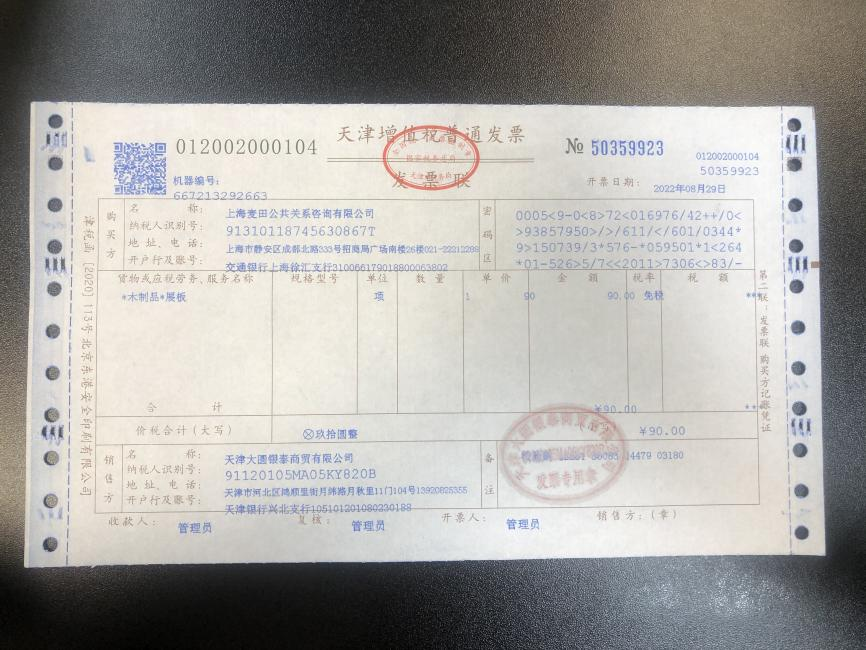 天津增值税普通发票
发票联
012002000104
№ 50359923
012002000104
50359923
机器编号:
667213292663
开票日期: 2022年08月29日
购买方
名称: 上海麦田公共关系咨询有限公司
纳税人识别号: 91310118745630867T
地址、电话: 上海市静安区成都北路333号招商局广场南楼26楼021-22212288
开户行及账号: 交通银行上海徐汇支行310066179018800063802
密码区
0005<9-0<8>72<016976/42++/0<
>93857950>/>/611/</601/0344*
9>150739/3*576-*059501*1<264
*01-526>5/7<<2011>7306<>83/-
货物或应税劳务、服务名称 规格型号 单位 数量 单价 金额 税率 税额
*木制品*展板 项 1 90 90.00 免税 ***
合计 ¥90.00 ***
价税合计(大写) ⊗玖拾圆整 ¥90.00
销售方
名称: 天津大圆银泰商贸有限公司
纳税人识别号: 91120105MA05KY820B
地址、电话: 天津市河北区鸿顺里街月纬路月秋里11门104号13920825355
开户行及账号: 天津银行兴北支行105101201080230188
备注
14479 03180
发票专用章
收款人: 管理员 复核: 管理员 开票人: 管理员 销售方:(章)
第二联:发票联 购买方记账凭证
津税函[2020]113号北京东港安全印刷有限公司